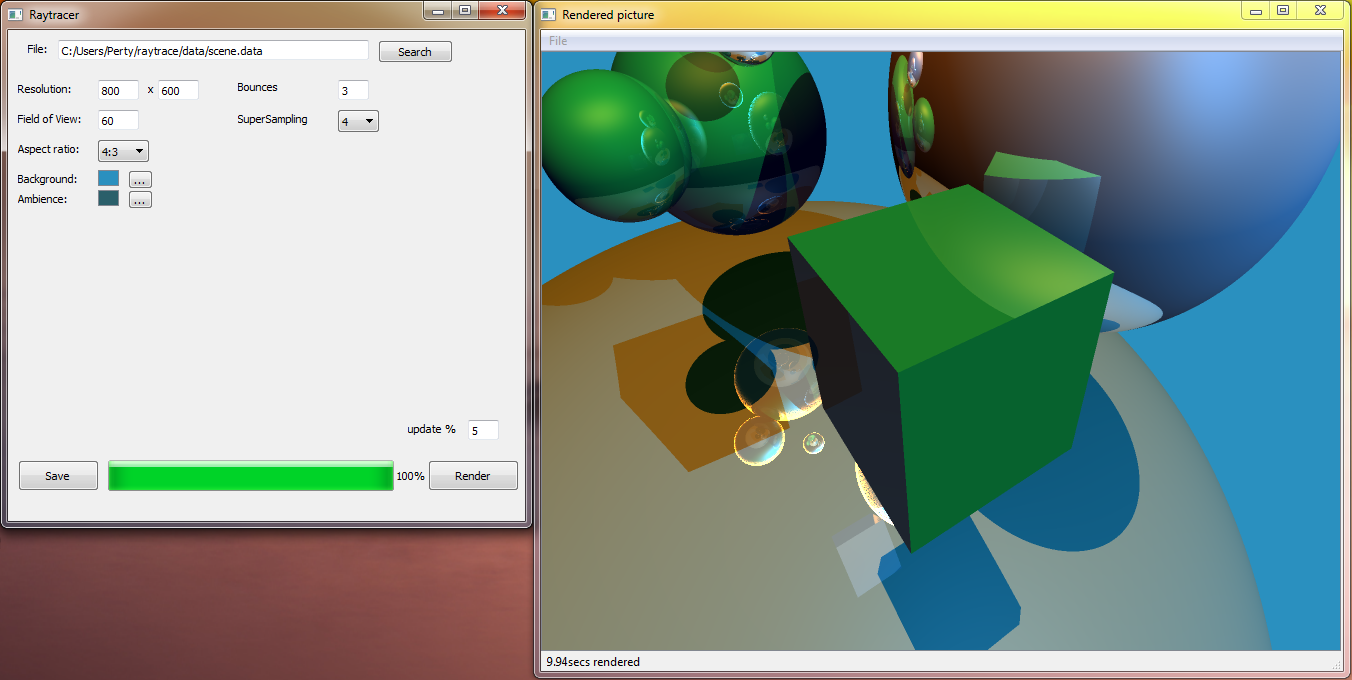 Raytracer
File: C:/Users/Perty/raytrace/data/scene.data Search
Resolution: 800 x 600 Bounces 3
Field of View: 60 SuperSampling 4
Aspect ratio: 4:3
Background: ...
Ambience: ...
update % 5
Save 100% Render
Rendered picture
File
9.94secs rendered